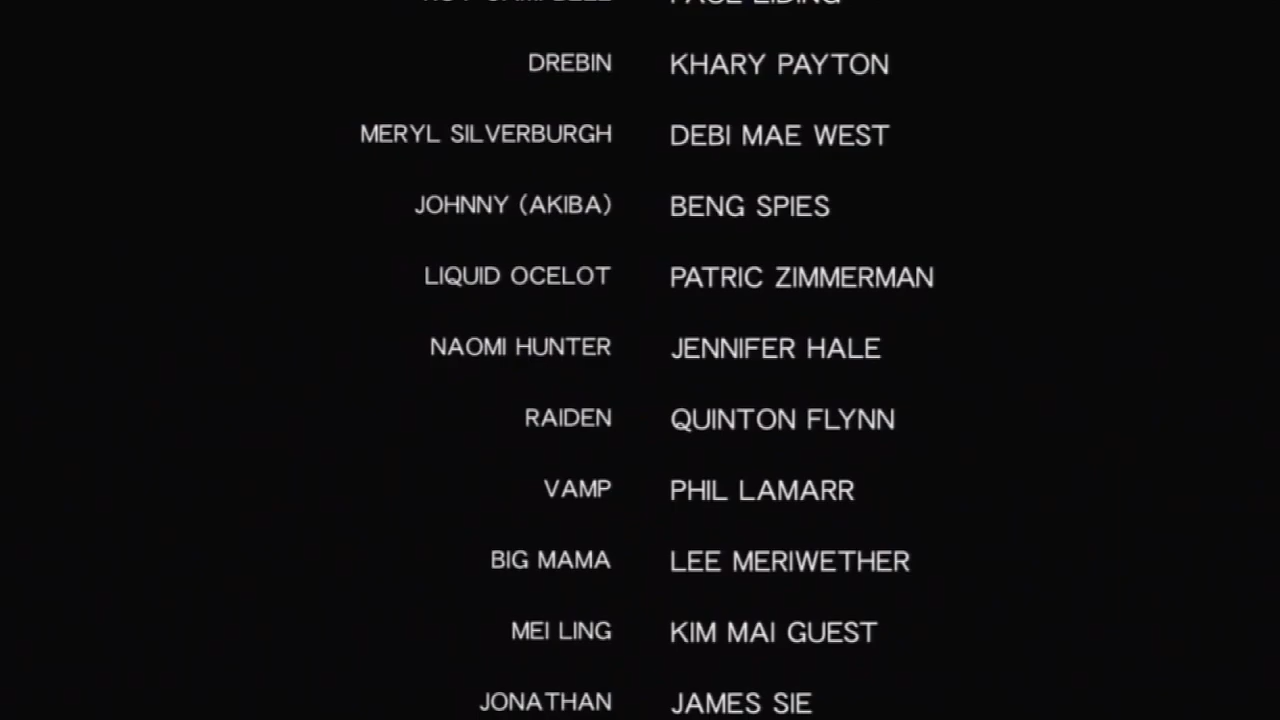 DREBIN KHARY PAYTON
MERYL SILVERBURGH DEBI MAE WEST
JOHNNY (AKIBA) BENG SPIES
LIQUID OCELOT PATRIC ZIMMERMAN
NAOMI HUNTER JENNIFER HALE
RAIDEN QUINTON FLYNN
VAMP PHIL LAMARR
BIG MAMA LEE MERIWETHER
MEI LING KIM MAI GUEST
JONATHAN JAMES SIE